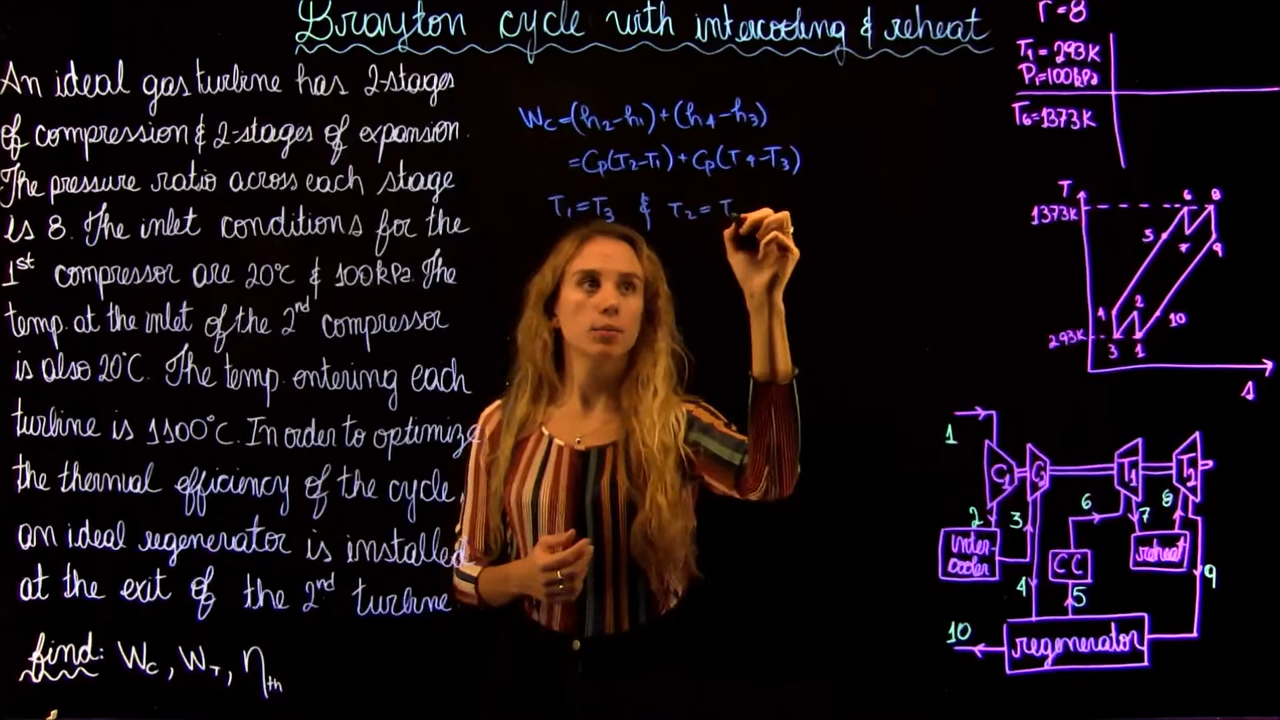 Brayton cycle with intercooling & reheat
An ideal gas turbine has 2-stages
of compression & 2-stages of expansion.
The pressure ratio across each stage
is 8. The inlet conditions for the
1st compressor are 20°C & 100kPa. The
temp. at the inlet of the 2nd compressor
is also 20°C. The temp. entering each
turbine is 1100°C. In order to optimize
the thermal efficiency of the cycle,
an ideal regenerator is installed
at the exit of the 2nd turbine.
find: Wc, WT, ηth
Wc=(h2-h1)+(h4-h3)
=Cp(T2-T1)+Cp(T4-T3)
T1=T3 & T2=T
r=8
T1=293K
P1=100kPa
T6=1373K
T
1373K
6
8
5
7
9
4
2
10
293K
3
1
s
1
C1
C2
T1
T2
2
3
6
7
8
inter-
cooler
CC
reheat
4
5
9
10
regenerator